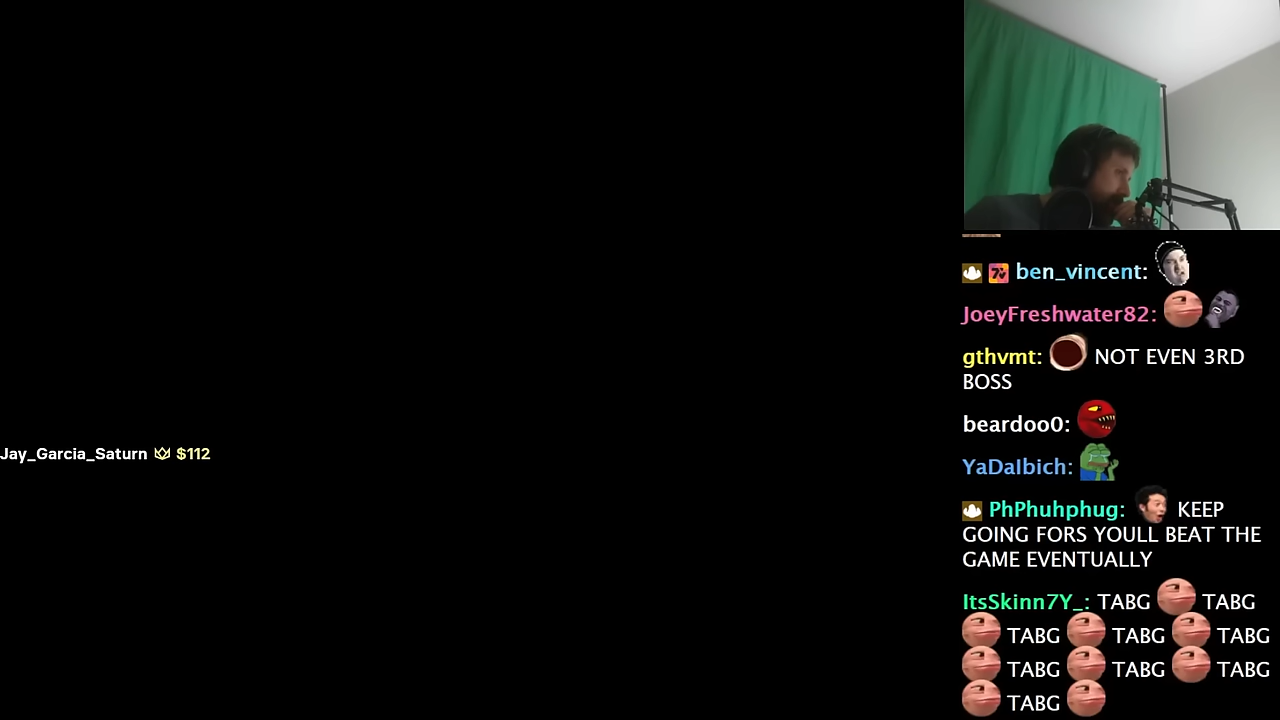 ben_vincent:
JoeyFreshwater82:
gthvmt: NOT EVEN 3RD
BOSS
beardoo0:
Jay_Garcia_Saturn $112
YaDaIbich:
PhPhuhphug: KEEP
GOING FORS YOULL BEAT THE
GAME EVENTUALLY
ItsSkinn7Y_: TABG TABG
TABG TABG TABG
TABG TABG TABG
TABG